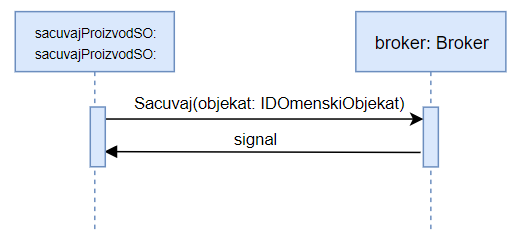 sacuvajProizvodSO:
sacuvajProizvodSO:
broker: Broker
Sacuvaj(objekat: IDOmenskiObjekat)
signal